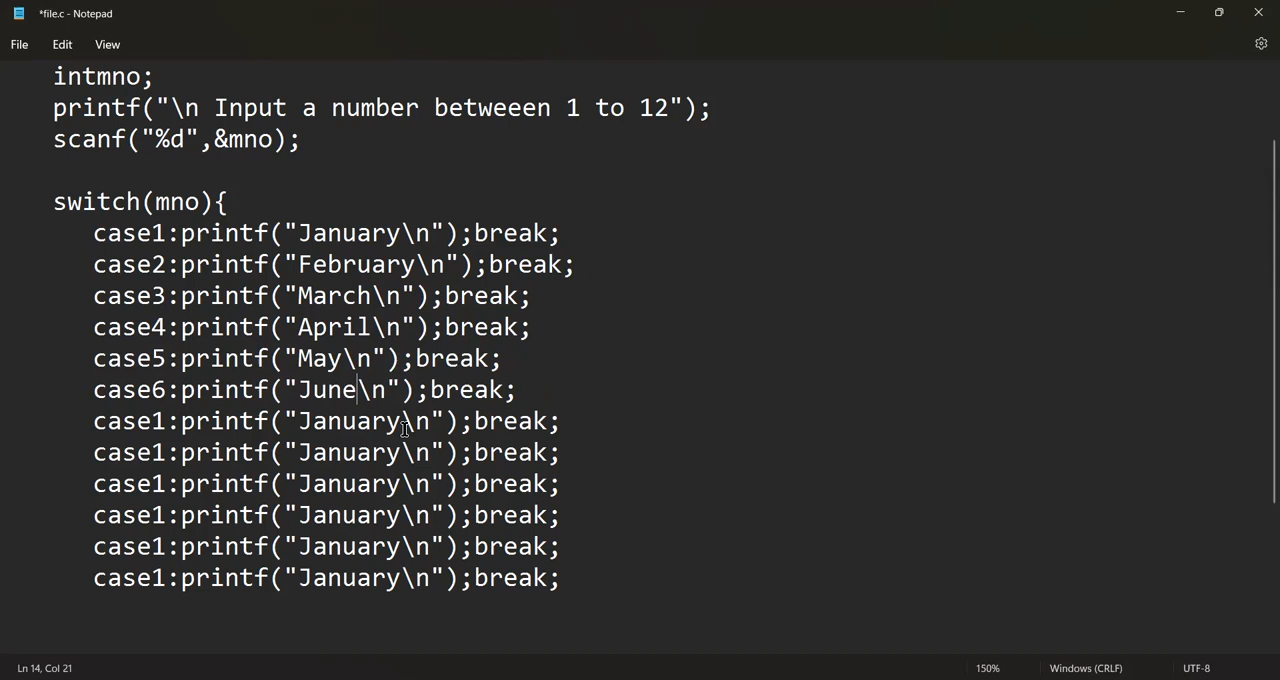 *file.c - Notepad
File Edit View
intmno;
printf("\n Input a number betweeen 1 to 12");
scanf("%d",&mno);
switch(mno){
case1:printf("January\n");break;
case2:printf("February\n");break;
case3:printf("March\n");break;
case4:printf("April\n");break;
case5:printf("May\n");break;
case6:printf("June\n");break;
case1:printf("January\n");break;
case1:printf("January\n");break;
case1:printf("January\n");break;
case1:printf("January\n");break;
case1:printf("January\n");break;
case1:printf("January\n");break;
Ln 14, Col 21 150% Windows (CRLF) UTF-8